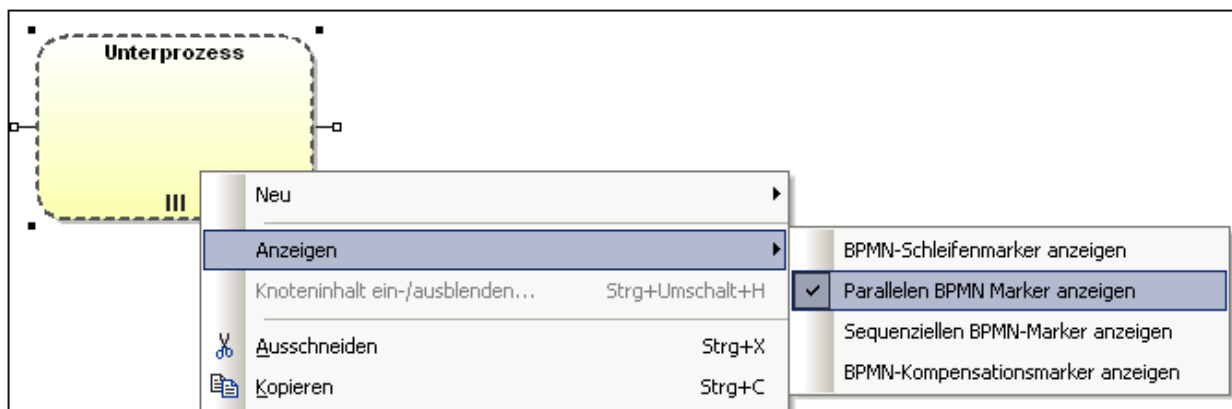 Unterprozess
Neu
Anzeigen
Knoteninhalt ein-/ausblenden... Strg+Umschalt+H
Ausschneiden Strg+X
Kopieren Strg+C
BPMN-Schleifenmarker anzeigen
Parallelen BPMN Marker anzeigen
Sequenziellen BPMN-Marker anzeigen
BPMN-Kompensationsmarker anzeigen